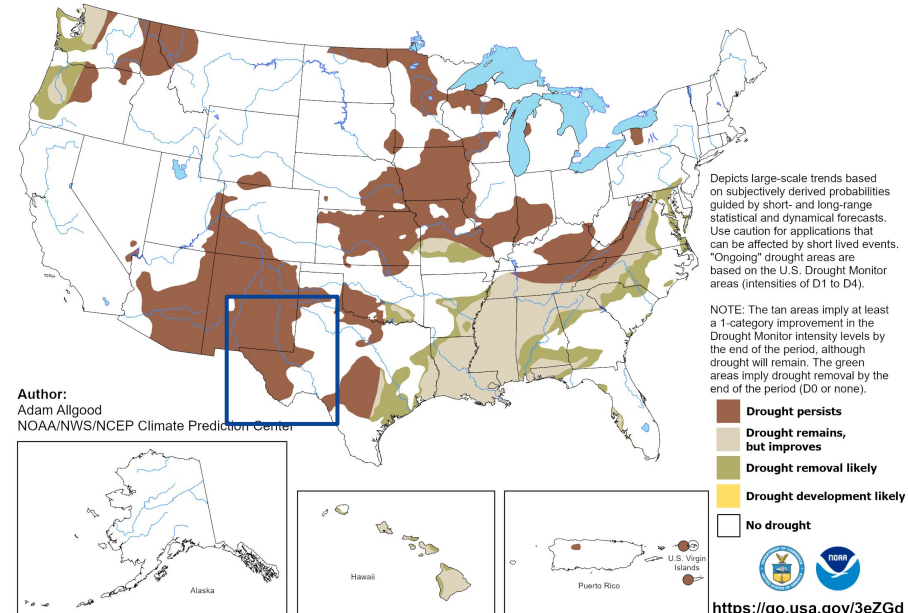 Depicts large-scale trends based
on subjectively derived probabilities
guided by short- and long-range
statistical and dynamical forecasts.
Use caution for applications that
can be affected by short lived events.
"Ongoing" drought areas are
based on the U.S. Drought Monitor
areas (intensities of D1 to D4).
NOTE: The tan areas imply at least
a 1-category improvement in the
Drought Monitor intensity levels by
the end of the period, although
drought will remain. The green
areas imply drought removal by the
end of the period (D0 or none).
Author:
Adam Allgood
NOAA/NWS/NCEP Climate Prediction Center
Drought persists
Drought remains,
but improves
Drought removal likely
Drought development likely
No drought
Alaska
Hawaii
Puerto Rico
U.S. Virgin
Islands
NOAA
https://go.usa.gov/3eZGd